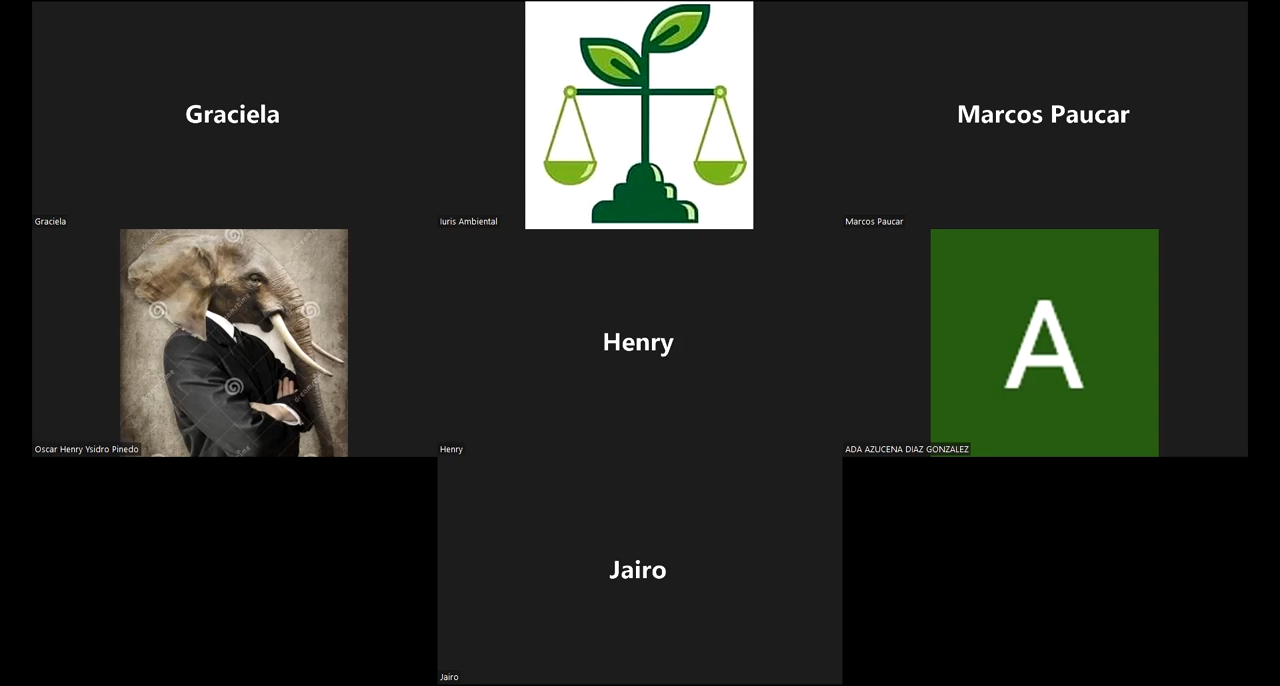 Graciela
Marcos Paucar
Graciela
Iuris Ambiental
Marcos Paucar
Henry
A
Oscar Henry Ysidro Pinedo
Henry
ADA AZUCENA DIAZ GONZALEZ
Jairo
Jairo